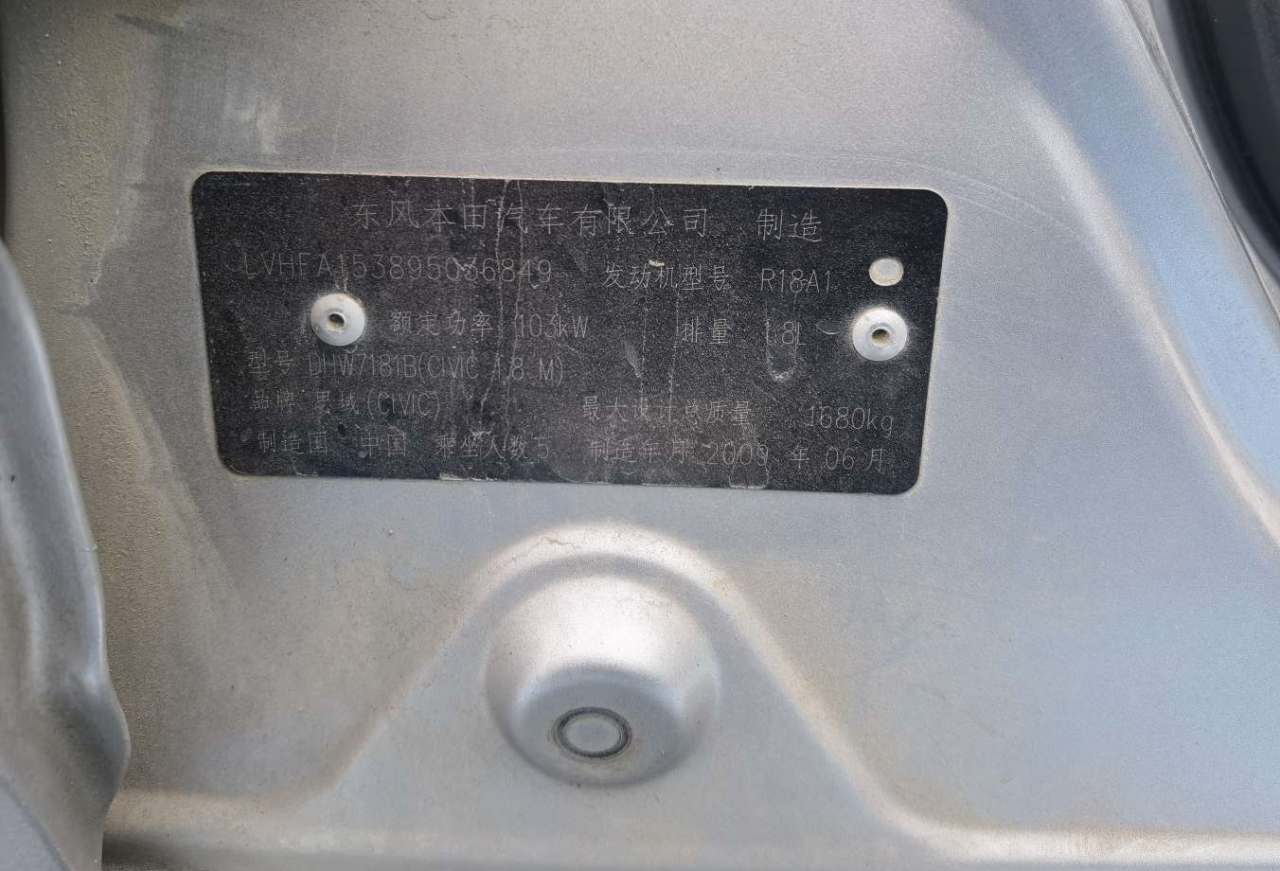 东风本田汽车有限公司 制造
LVHFA153895036849 发动机型号 R18A1
额定功率 103kW 排量 1.8L
型号 DHW7181B(CIVIC 1.8 M)
品牌 思域(CIVIC) 最大设计总质量 1680kg
制造国 中国 乘坐人数 5 制造年月 2009 年 06 月